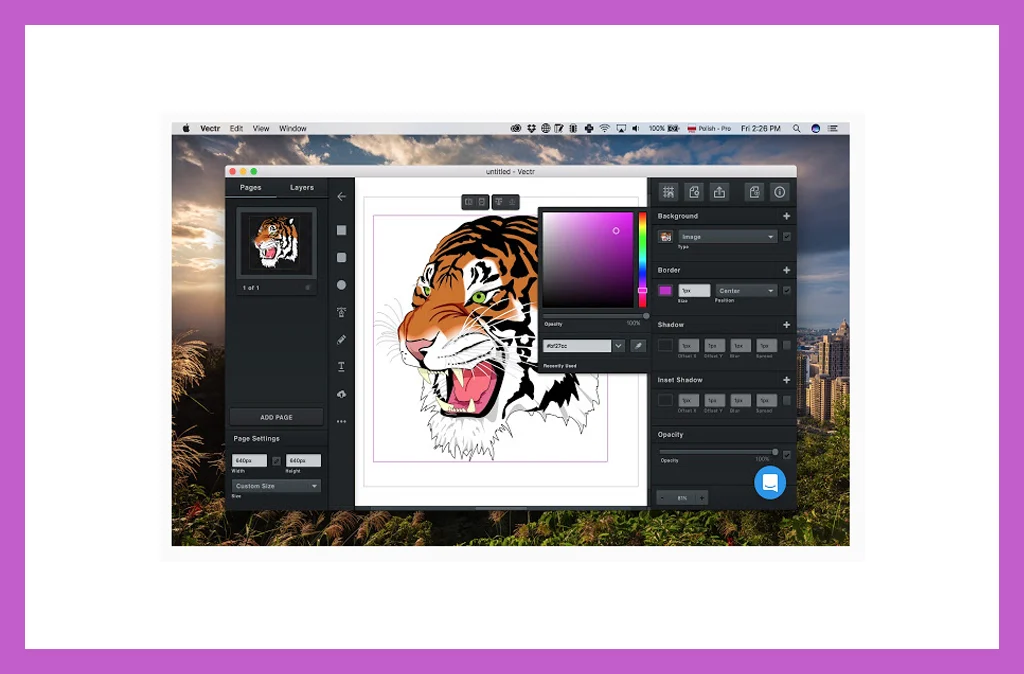 Vectr Edit View Window 100% Polish - Pro Fri 2:26 PM
untitled - Vectr
Pages Layers
1 of 1
ADD PAGE
Page Settings
640px 640px
Width Height
Custom Size
Size
Opacity 100%
#bf27cc
Recently Used
Background
Image
Type
Border
1px Center
Size Position
Shadow
1px 1px 1px 1px
Offset X Offset Y Blur Spread
Inset Shadow
1px 1px 1px 1px
Offset X Offset Y Blur Spread
Opacity
Opacity 100%
- 81% +